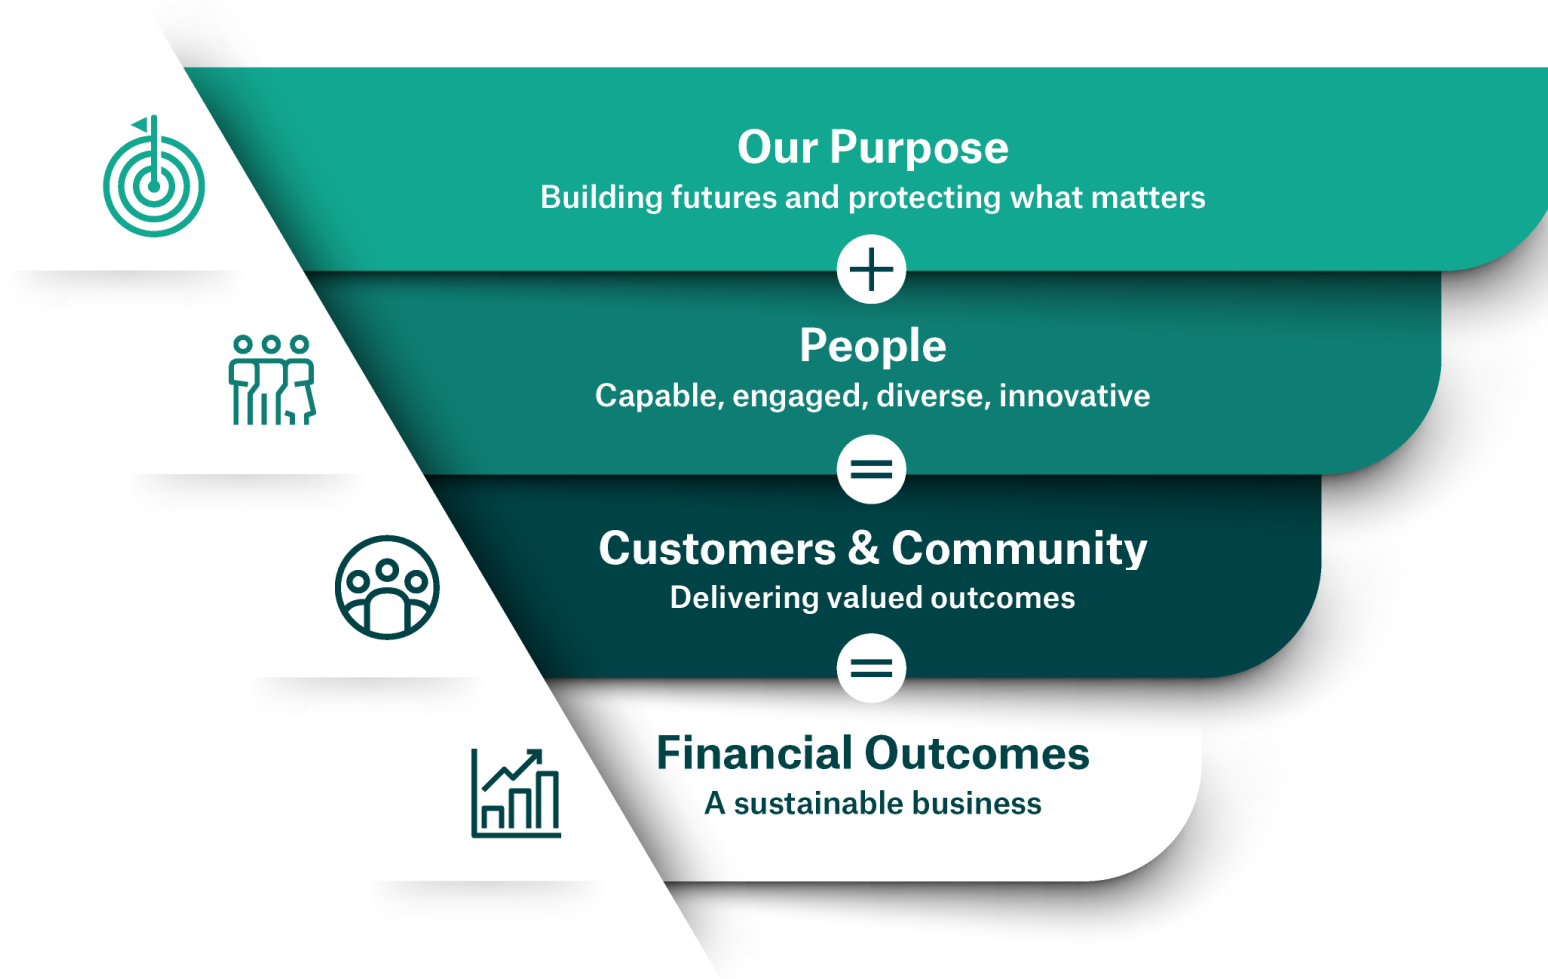 Our Purpose
Building futures and protecting what matters
+
People
Capable, engaged, diverse, innovative
=
Customers & Community
Delivering valued outcomes
=
Financial Outcomes
A sustainable business